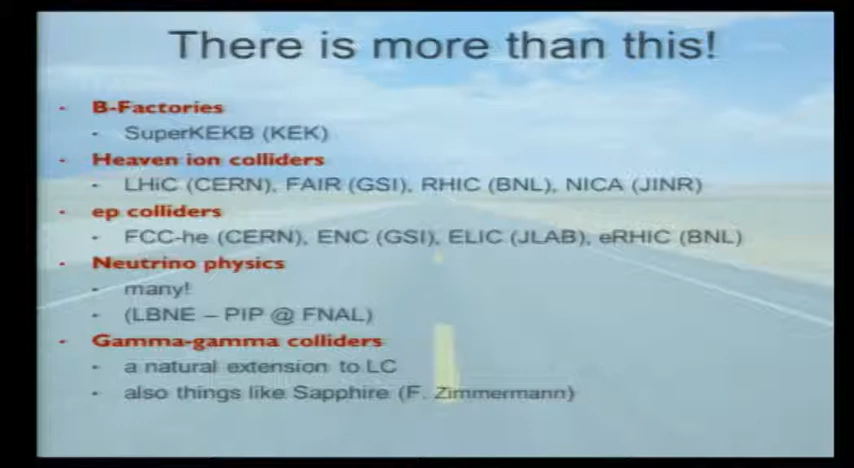 There is more than this!
B-Factories
SuperKEKB (KEK)
Heaven ion colliders
LHiC (CERN), FAIR (GSI), RHIC (BNL), NICA (JINR)
ep colliders
FCC-he (CERN), ENC (GSI), ELIC (JLAB), eRHIC (BNL)
Neutrino physics
many!
(LBNE – PIP @ FNAL)
Gamma-gamma colliders
a natural extension to LC
also things like Sapphire (F. Zimmermann)